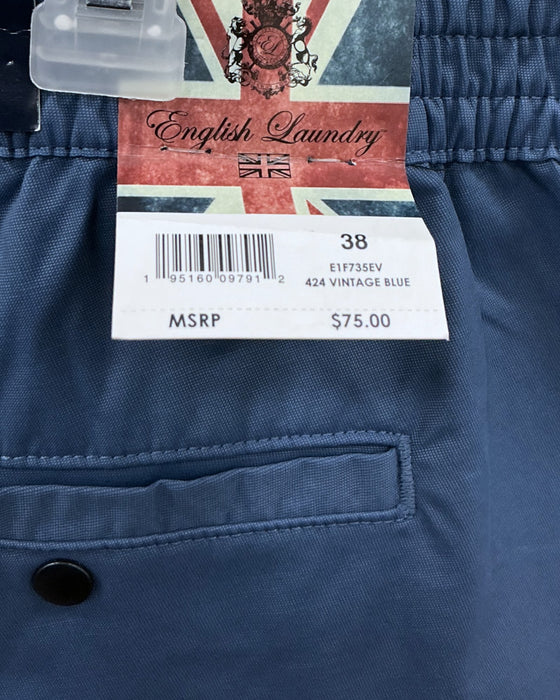 English Laundry
38
E1F735EV
424 VINTAGE BLUE
1 95160 09791 2
MSRP $75.00